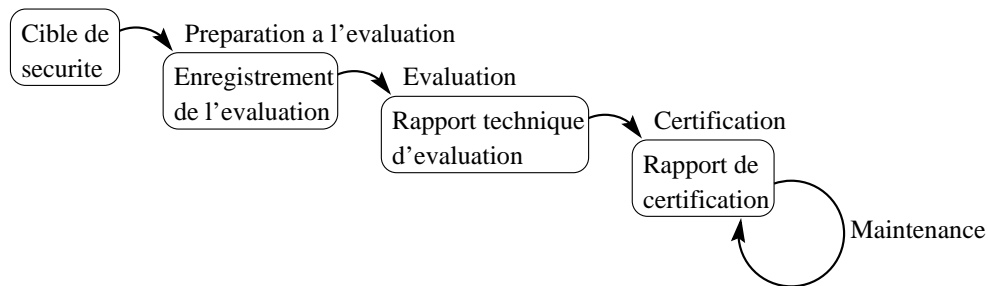 Cible de
securite
Preparation a l’evaluation
Enregistrement
de l’evaluation
Evaluation
Rapport technique
d’evaluation
Certification
Rapport de
certification
Maintenance